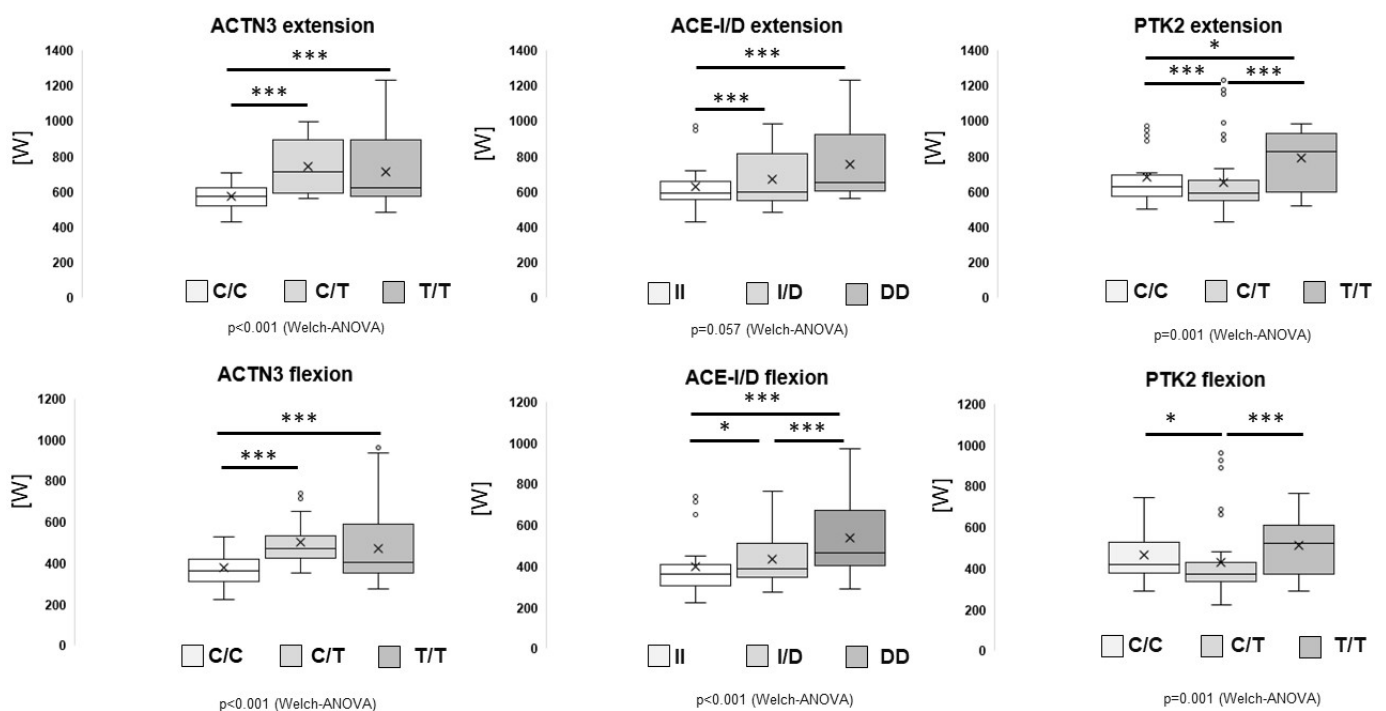 ACTN3 extension
1400
1200
1000
800
600
400
200
0
[W]
***
***
C/C C/T T/T
p<0.001 (Welch-ANOVA)
ACE-I/D extension
1400
1200
1000
800
600
400
200
0
[W]
***
***
II I/D DD
p=0.057 (Welch-ANOVA)
PTK2 extension
1400
1200
1000
800
600
400
200
0
[W]
*
*** ***
C/C C/T T/T
p=0.001 (Welch-ANOVA)
ACTN3 flexion
1200
1000
800
600
400
200
0
[W]
***
***
C/C C/T T/T
p<0.001 (Welch-ANOVA)
ACE-I/D flexion
1200
1000
800
600
400
200
0
[W]
***
* ***
II I/D DD
p<0.001 (Welch-ANOVA)
PTK2 flexion
1200
1000
800
600
400
200
0
[W]
* ***
C/C C/T T/T
p=0.001 (Welch-ANOVA)